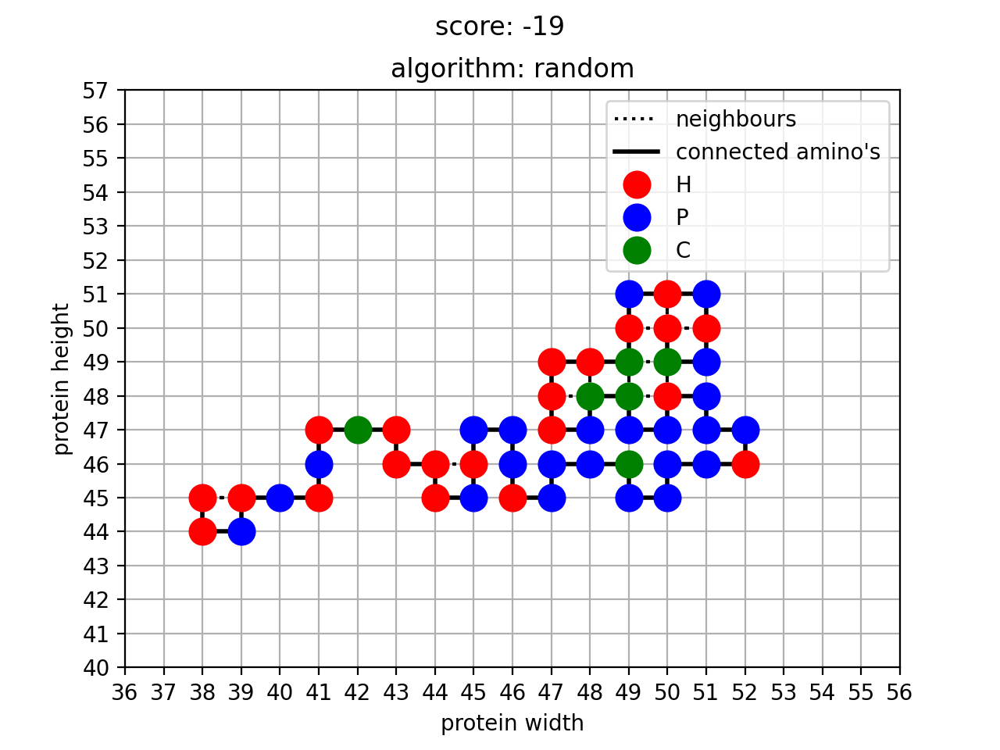 score: -19
algorithm: random
neighbours
connected amino's
H
P
C
protein height
57
56
55
54
53
52
51
50
49
48
47
46
45
44
43
42
41
40
36 37 38 39 40 41 42 43 44 45 46 47 48 49 50 51 52 53 54 55 56
protein width